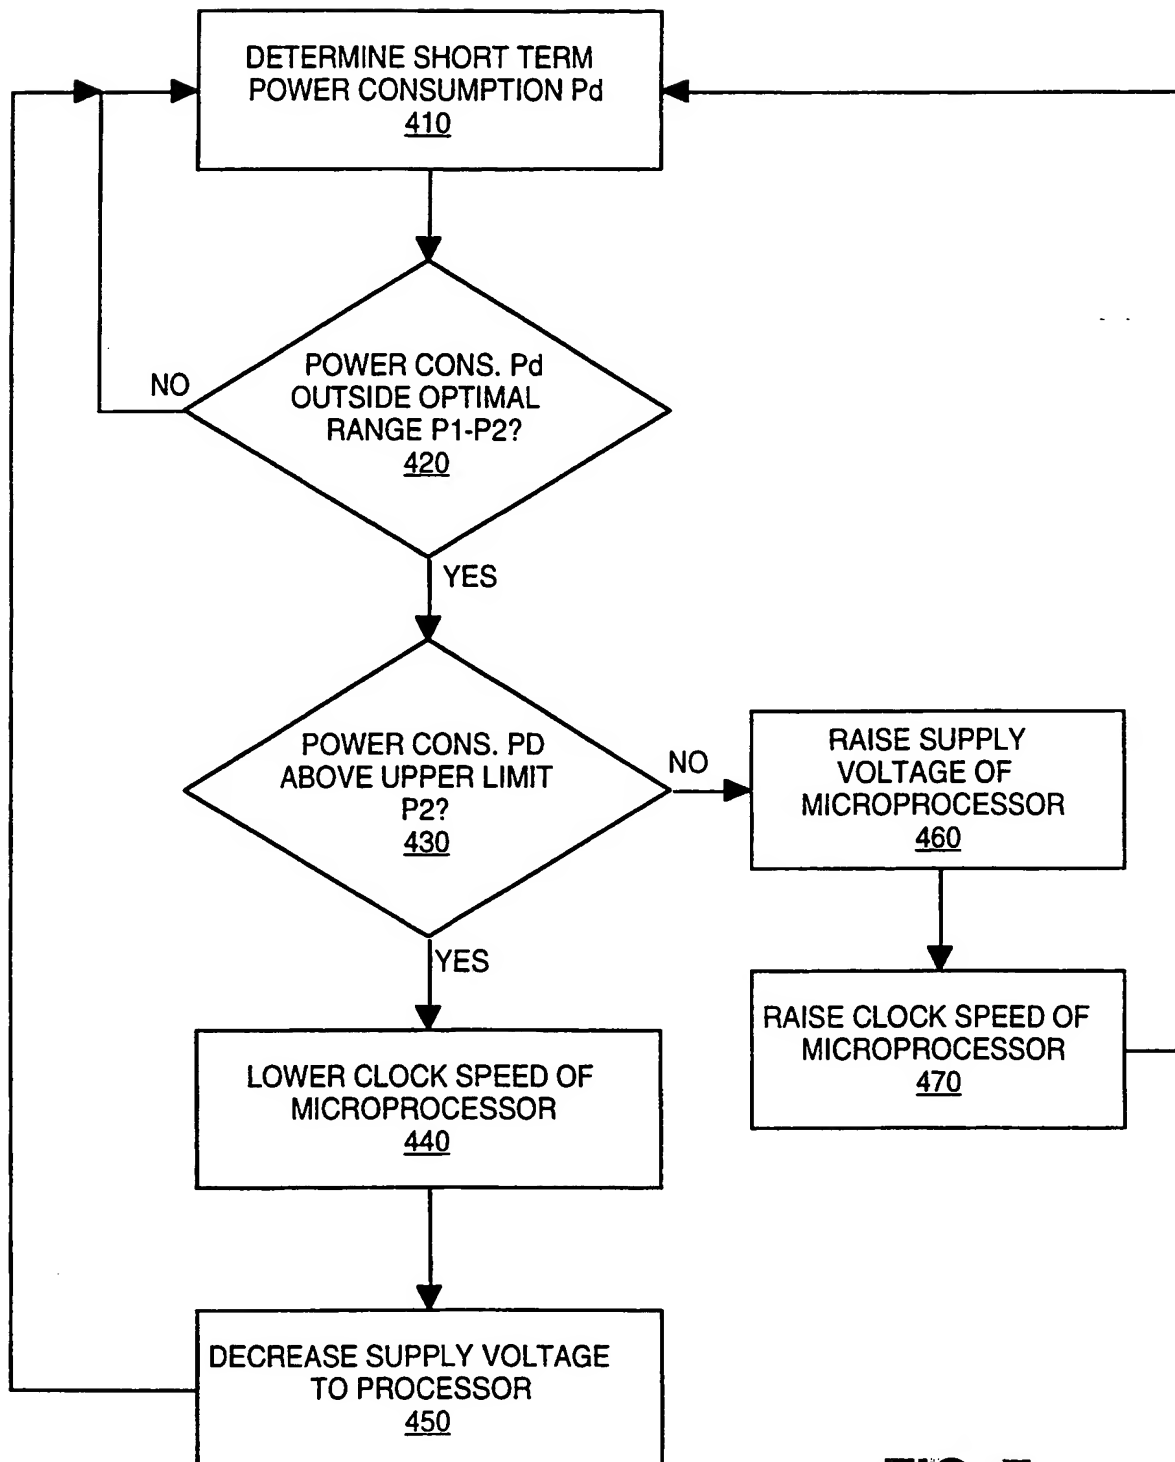 DETERMINE SHORT TERM
POWER CONSUMPTION Pd
410
POWER CONS. Pd
OUTSIDE OPTIMAL
RANGE P1-P2?
420
NO
YES
POWER CONS. PD
ABOVE UPPER LIMIT
P2?
430
NO
RAISE SUPPLY
VOLTAGE OF
MICROPROCESSOR
460
YES
RAISE CLOCK SPEED OF
MICROPROCESSOR
470
LOWER CLOCK SPEED OF
MICROPROCESSOR
440
DECREASE SUPPLY VOLTAGE
TO PROCESSOR
450